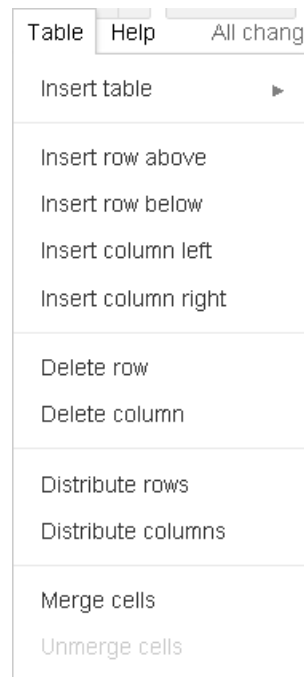 Table Help All chang
Insert table
Insert row above
Insert row below
Insert column left
Insert column right
Delete row
Delete column
Distribute rows
Distribute columns
Merge cells
Unmerge cells